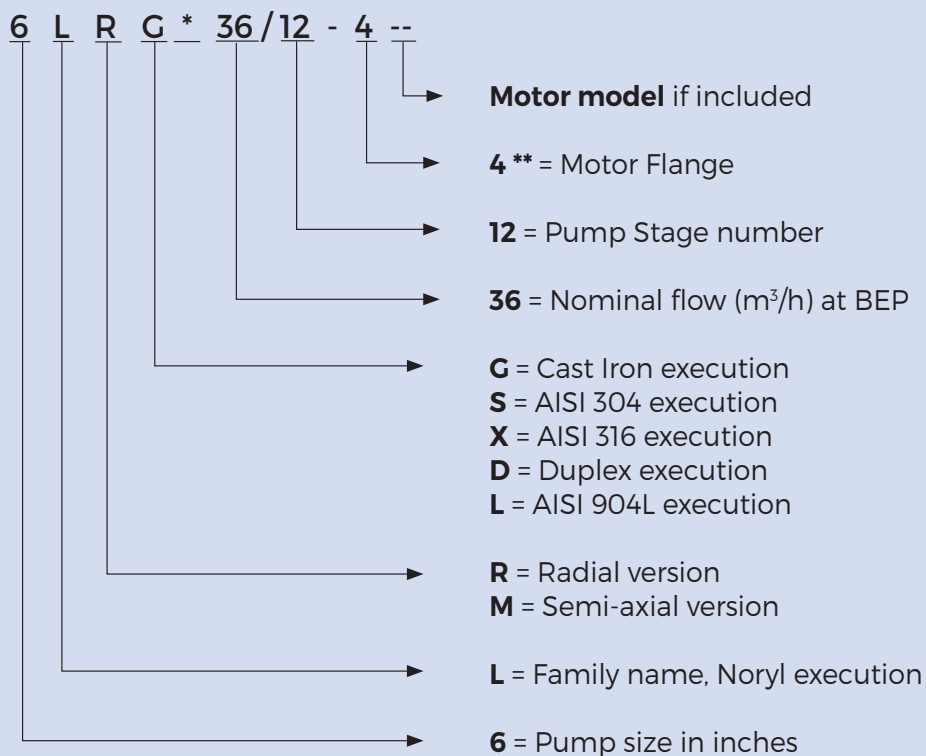 6 L R G * 36/12 - 4 --
Motor model if included
4 ** = Motor Flange
12 = Pump Stage number
36 = Nominal flow (m³/h) at BEP
G = Cast Iron execution
S = AISI 304 execution
X = AISI 316 execution
D = Duplex execution
L = AISI 904L execution
R = Radial version
M = Semi-axial version
L = Family name, Noryl execution
6 = Pump size in inches